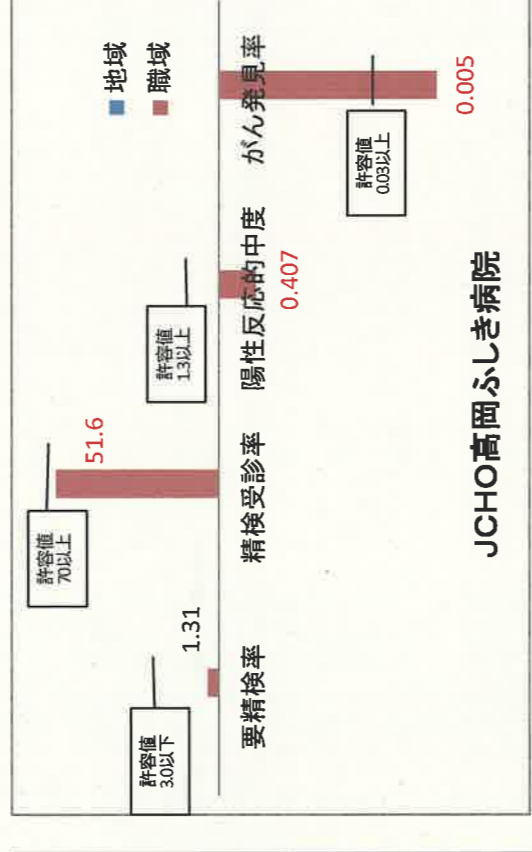 地域
職域
許容値
3.0以下
1.31
要精検率
許容値
70以上
51.6
精検受診率
許容値
1.3以上
0.407
陽性反応的中度
許容値
0.03以上
0.005
がん発見率
JCHO高岡ふしき病院